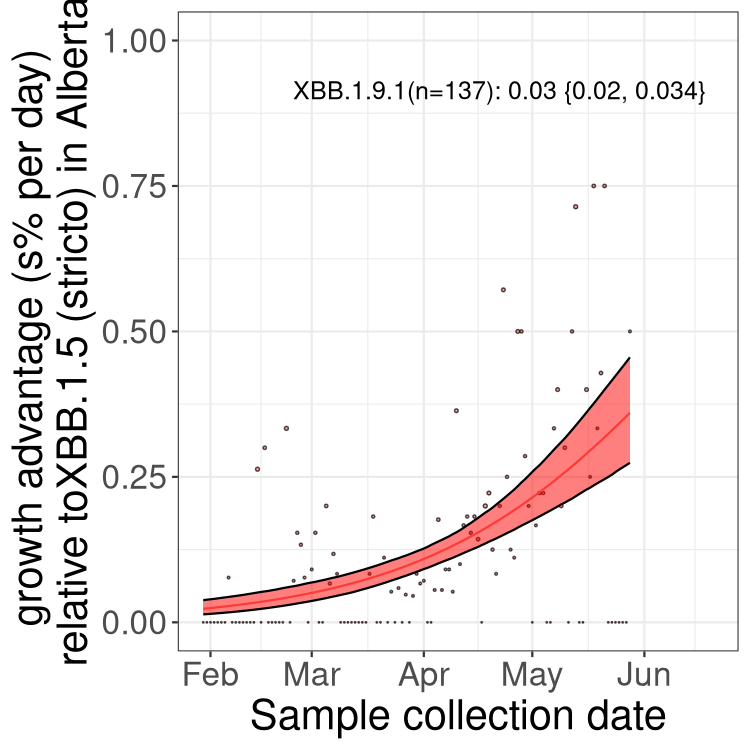 growth advantage (s% per day)
relative toXBB.1.5 (stricto) in Alberta
1.00
0.75
0.50
0.25
0.00
XBB.1.9.1(n=137): 0.03 {0.02, 0.034}
Feb Mar Apr May Jun
Sample collection date